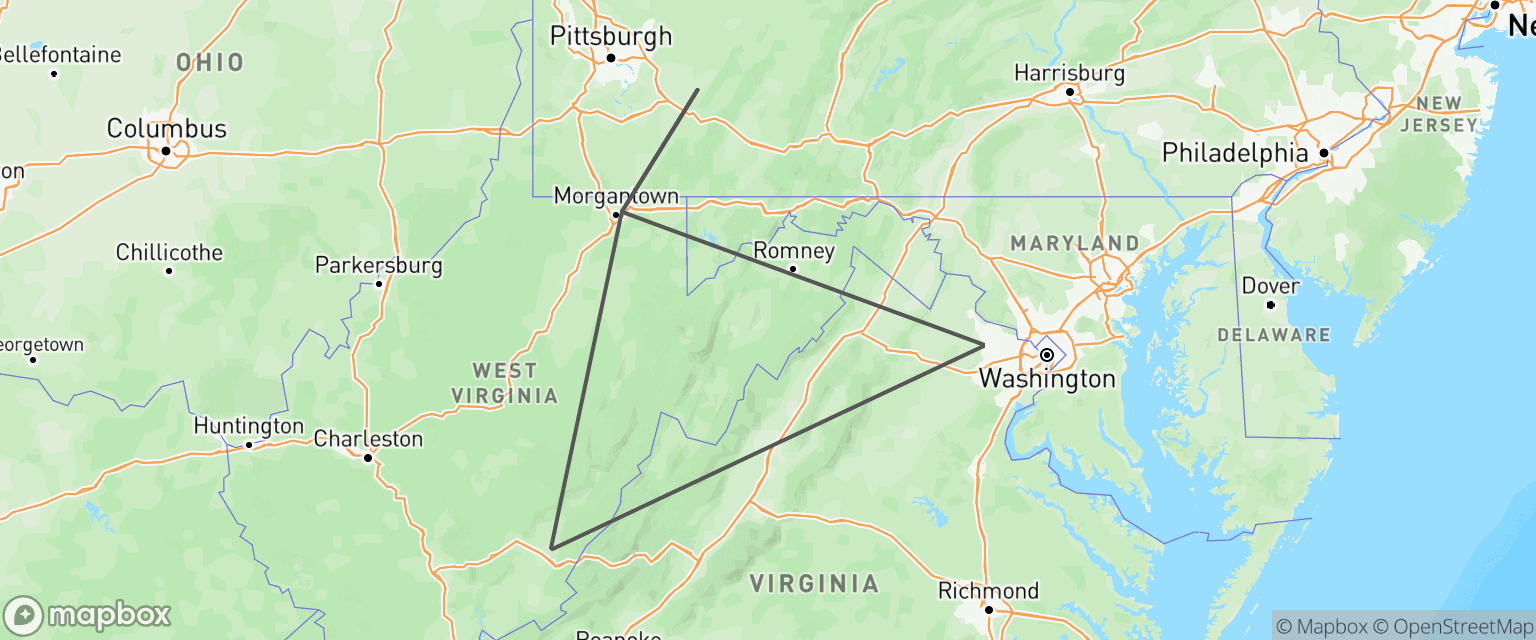 Pittsburgh
Bellefontaine
OHIO
Harrisburg
Ne
Columbus
NEW
JERSEY
Philadelphia
on
Morgantown
Chillicothe
Parkersburg
Romney
MARYLAND
Dover
DELAWARE
eorgetown
WEST
VIRGINIA
Washington
Huntington
Charleston
VIRGINIA
Richmond
Roanoke
mapbox
© Mapbox © OpenStreetMap